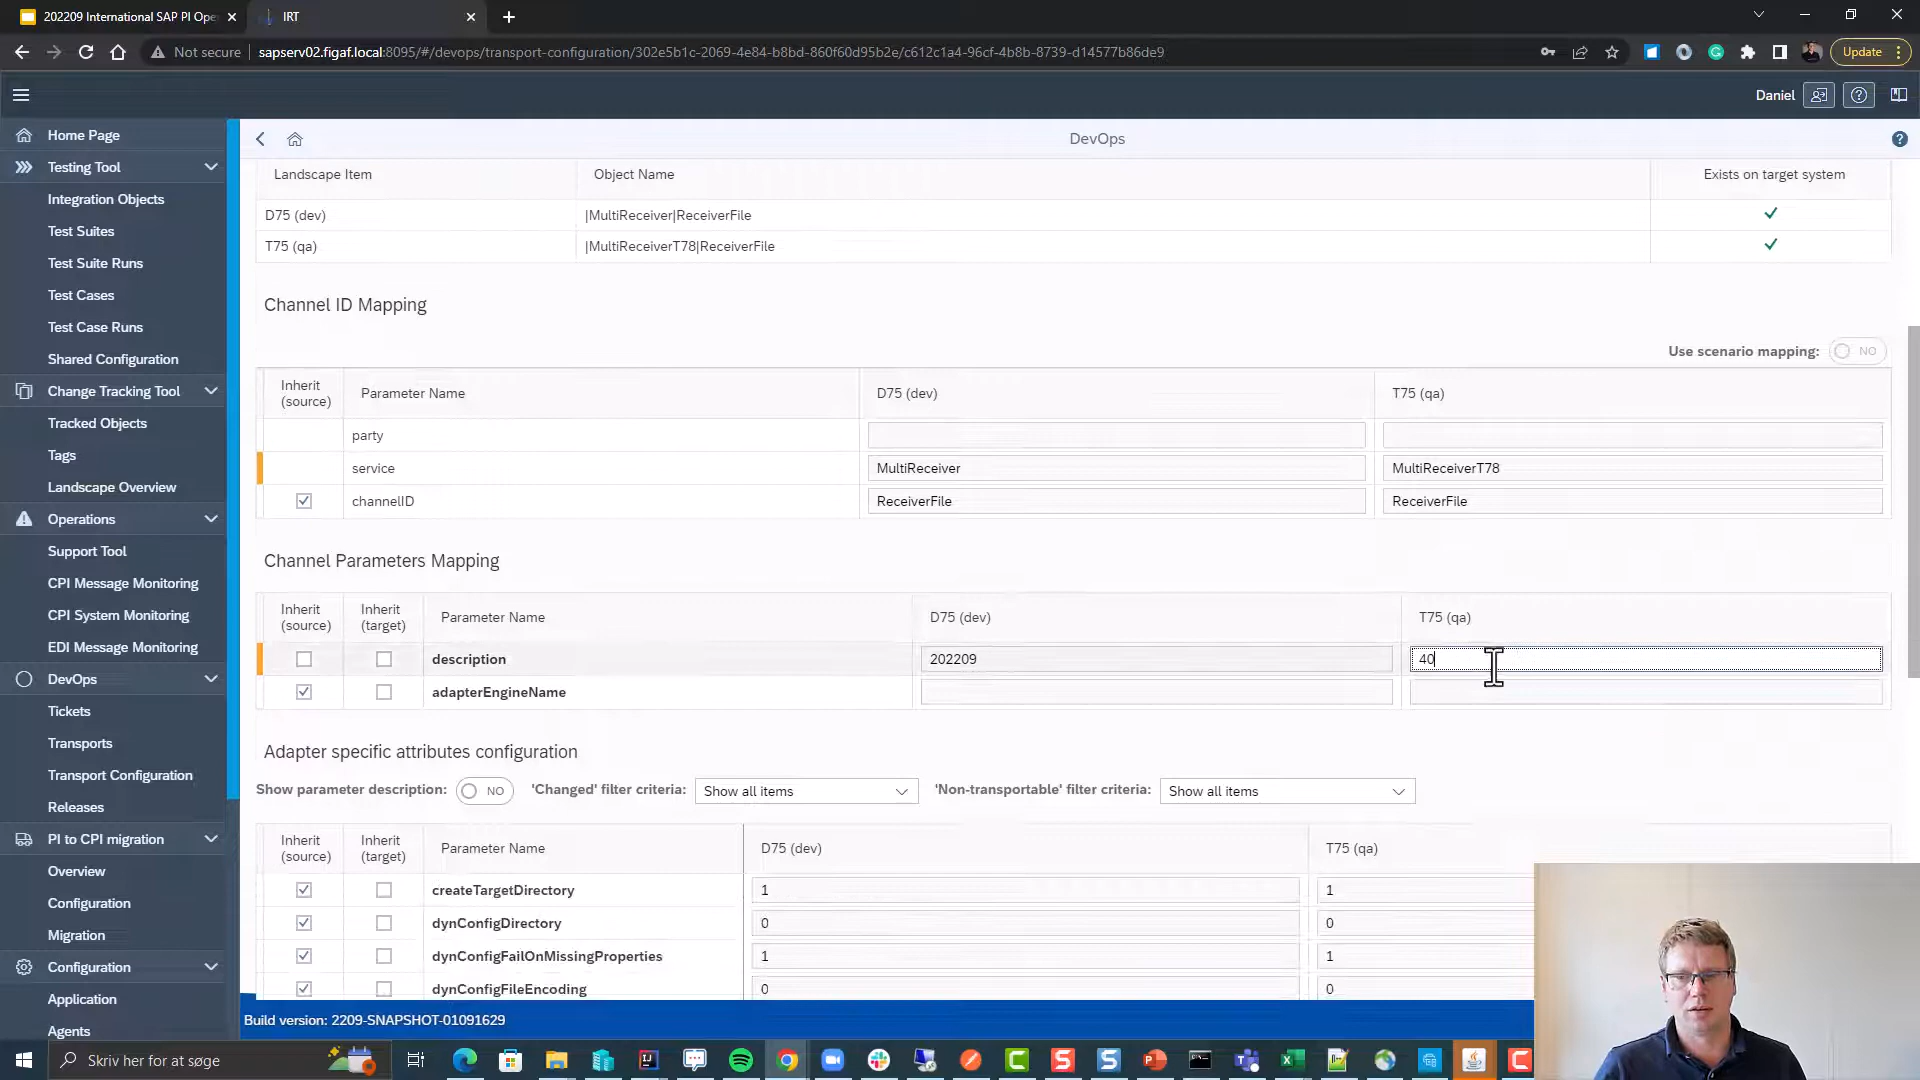 202209 International SAP PI Ope
IRT
Not secure
sapserv02.figaf.local:8095/#/devops/transport-configuration/302e5b1c-2069-4e84-b8bd-860f60d95b2e/c612c1a4-96cf-4b8b-8739-d14577b86de9
Update
Daniel
Home Page
Testing Tool
Integration Objects
Test Suites
Test Suite Runs
Test Cases
Test Case Runs
Shared Configuration
Change Tracking Tool
Tracked Objects
Tags
Landscape Overview
Operations
Support Tool
CPI Message Monitoring
CPI System Monitoring
EDI Message Monitoring
DevOps
Tickets
Transports
Transport Configuration
Releases
PI to CPI migration
Overview
Configuration
Migration
Configuration
Application
Agents
DevOps
Landscape Item Object Name Exists on target system
D75 (dev) |MultiReceiver|ReceiverFile
T75 (qa) |MultiReceiverT78|ReceiverFile
Channel ID Mapping
Use scenario mapping: NO
Inherit (source) Parameter Name D75 (dev) T75 (qa)
party
service MultiReceiver MultiReceiverT78
channelID ReceiverFile ReceiverFile
Channel Parameters Mapping
Inherit (source) Inherit (target) Parameter Name D75 (dev) T75 (qa)
description 202209 40
adapterEngineName
Adapter specific attributes configuration
Show parameter description: NO 'Changed' filter criteria: Show all items 'Non-transportable' filter criteria: Show all items
Inherit (source) Inherit (target) Parameter Name D75 (dev) T75 (qa)
createTargetDirectory 1 1
dynConfigDirectory 0 0
dynConfigFailOnMissingProperties 1 1
dynConfigFileEncoding 0 0
Build version: 2209-SNAPSHOT-01091629
Skriv her for at søge